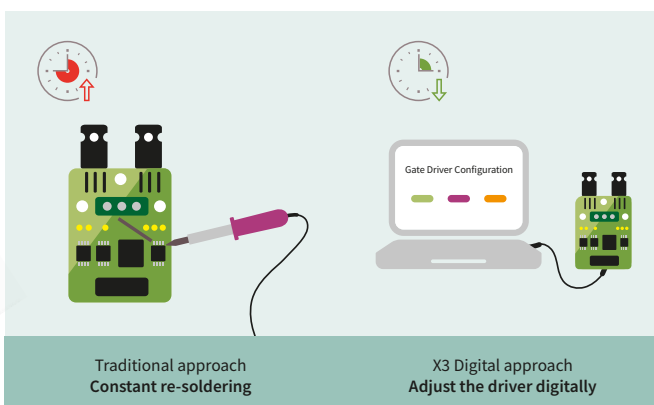 Gate Driver Configuration
Traditional approach
Constant re-soldering
X3 Digital approach
Adjust the driver digitally